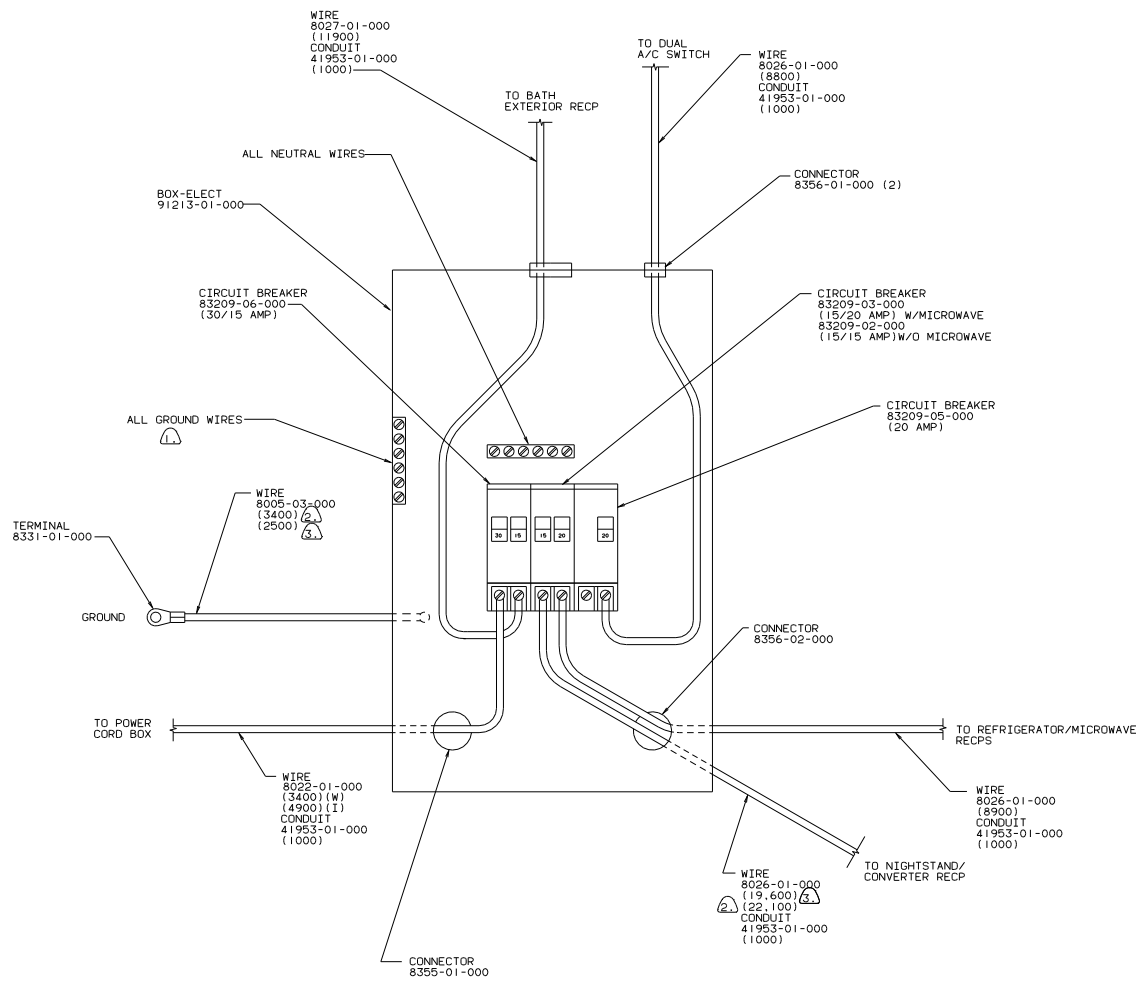 WIRE
8027-01-000
(11900)
CONDUIT
41953-01-000
(1000)
TO DUAL
A/C SWITCH
WIRE
8026-01-000
(8800)
CONDUIT
41953-01-000
(1000)
TO BATH
EXTERIOR RECP
ALL NEUTRAL WIRES
CONNECTOR
8356-01-000 (2)
BOX-ELECT
91213-01-000
CIRCUIT BREAKER
83209-06-000
(30/15 AMP)
CIRCUIT BREAKER
83209-03-000
(15/20 AMP) W/MICROWAVE
83209-02-000
(15/15 AMP)W/O MICROWAVE
CIRCUIT BREAKER
83209-05-000
(20 AMP)
ALL GROUND WIRES
1.
WIRE
8005-03-000
(3400) 2.
(2500) 3.
TERMINAL
8331-01-000
30 15 15 20 20
GROUND
CONNECTOR
8356-02-000
TO POWER
CORD BOX
TO REFRIGERATOR/MICROWAVE
RECPS
WIRE
8022-01-000
(3400)(W)
(4900)(I)
CONDUIT
41953-01-000
(1000)
WIRE
8026-01-000
(8900)
CONDUIT
41953-01-000
(1000)
TO NIGHTSTAND/
CONVERTER RECP
WIRE
8026-01-000
(19,600) 3.
2. (22,100)
CONDUIT
41953-01-000
(1000)
CONNECTOR
8355-01-000